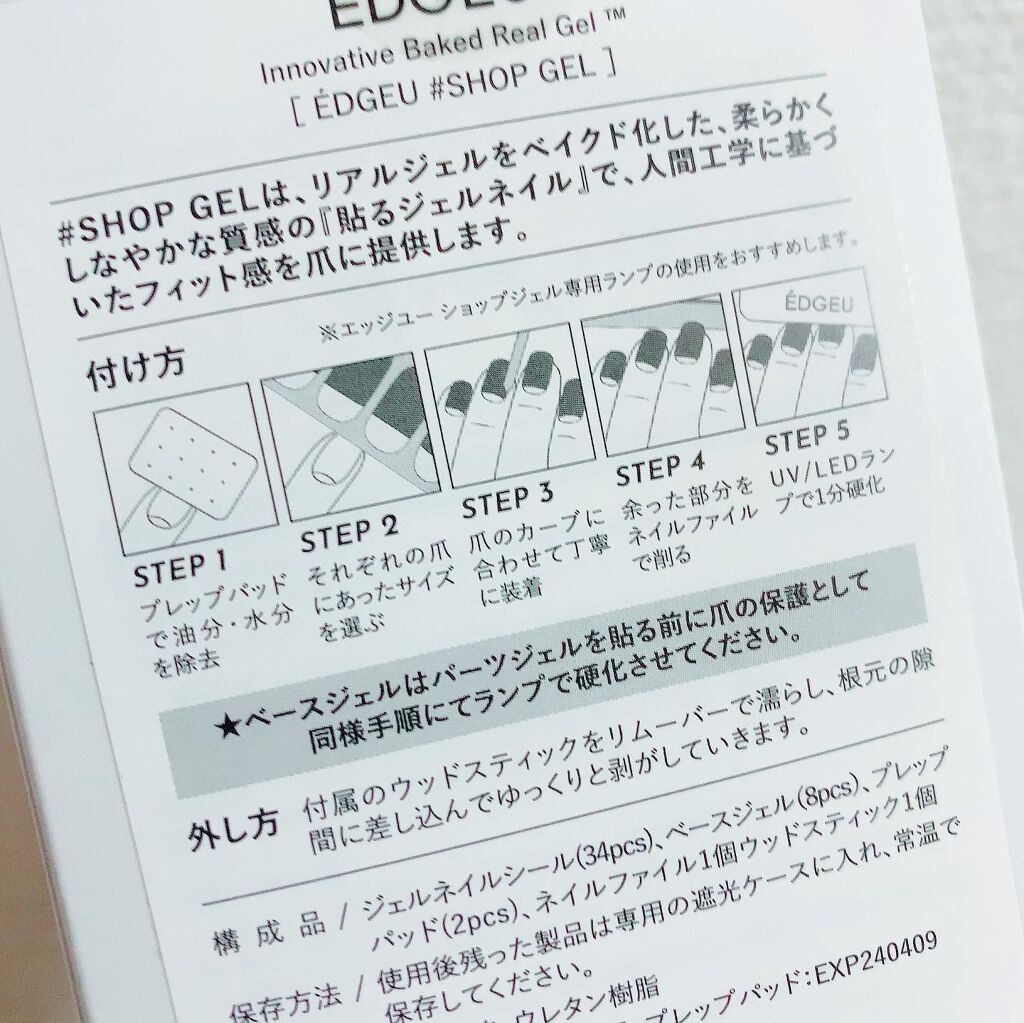 ÉDGEU
Innovative Baked Real Gel™
[ ÉDGEU #SHOP GEL ]
#SHOP GELは、リアルジェルをベイクド化した、柔らかく
しなやかな質感の『貼るジェルネイル』で、人間工学に基づ
いたフィット感を爪に提供します。
※エッジユー ショップジェル専用ランプの使用をおすすめします。
付け方
ÉDGEU
STEP 1
プレップパッド
で油分・水分
を除去
STEP 2
それぞれの爪
にあったサイズ
を選ぶ
STEP 3
爪のカーブに
合わせて丁寧
に装着
STEP 4
余った部分を
ネイルファイル
で削る
STEP 5
UV/LEDラン
プで1分硬化
★ベースジェルはパーツジェルを貼る前に爪の保護として
同様手順にてランプで硬化させてください。
外し方
付属のウッドスティックをリムーバーで濡らし、根元の隙
間に差し込んでゆっくりと剥がしていきます。
構成品 / ジェルネイルシール(34pcs)、ベースジェル(8pcs)、プレップ
パッド(2pcs)、ネイルファイル1個ウッドスティック1個
保存方法 / 使用後残った製品は専用の遮光ケースに入れ、常温で
保存してください。
ウレタン樹脂
プレップパッド:EXP240409